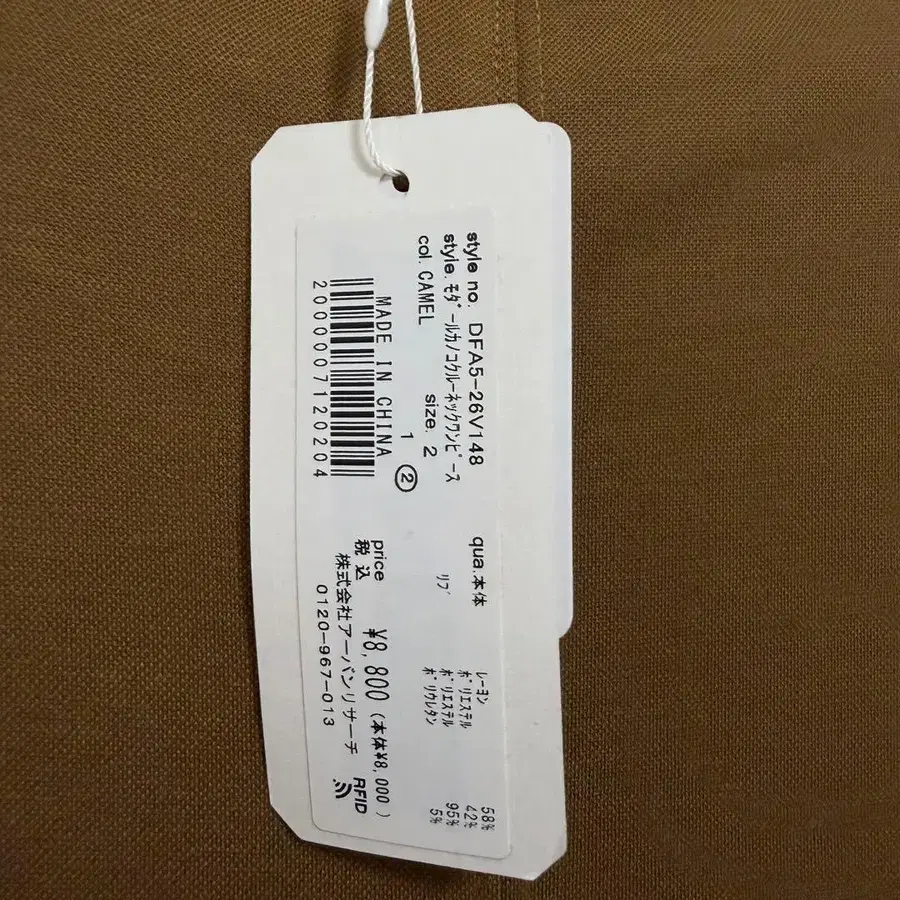 style no. DFA5-26V148
style. ﾓﾀﾞｰﾙｶﾉｺｸﾙｰﾈｯｸﾜﾝﾋﾟｰｽ
col. CAMEL size. 2
1 ②
MADE IN CHINA
2000007120204
qua.本体 ﾚｰﾖﾝ 58%
ﾎﾟﾘｴｽﾃﾙ 42%
ﾘﾌﾞ ﾎﾟﾘｴｽﾃﾙ 95%
ﾎﾟﾘｳﾚﾀﾝ 5%
price
税込 ¥8,800 (本体¥8,000)
株式会社アーバンリサーチ
0120-967-013
RFID